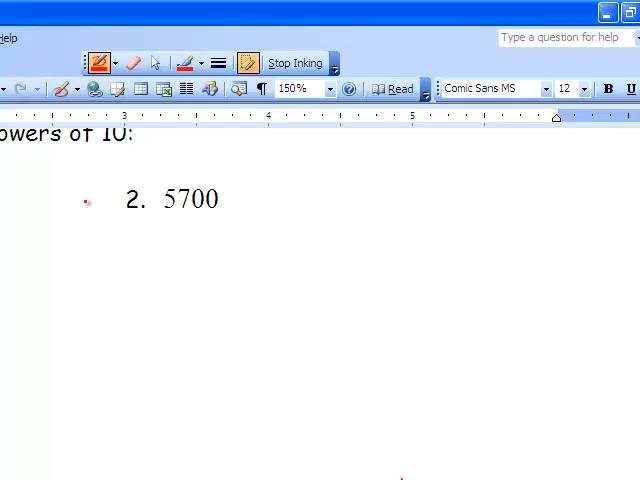 Help
Type a question for help
Stop Inking
150%
Read
Comic Sans MS
12
B
U
3
4
5
owers of 10:
2. 5700